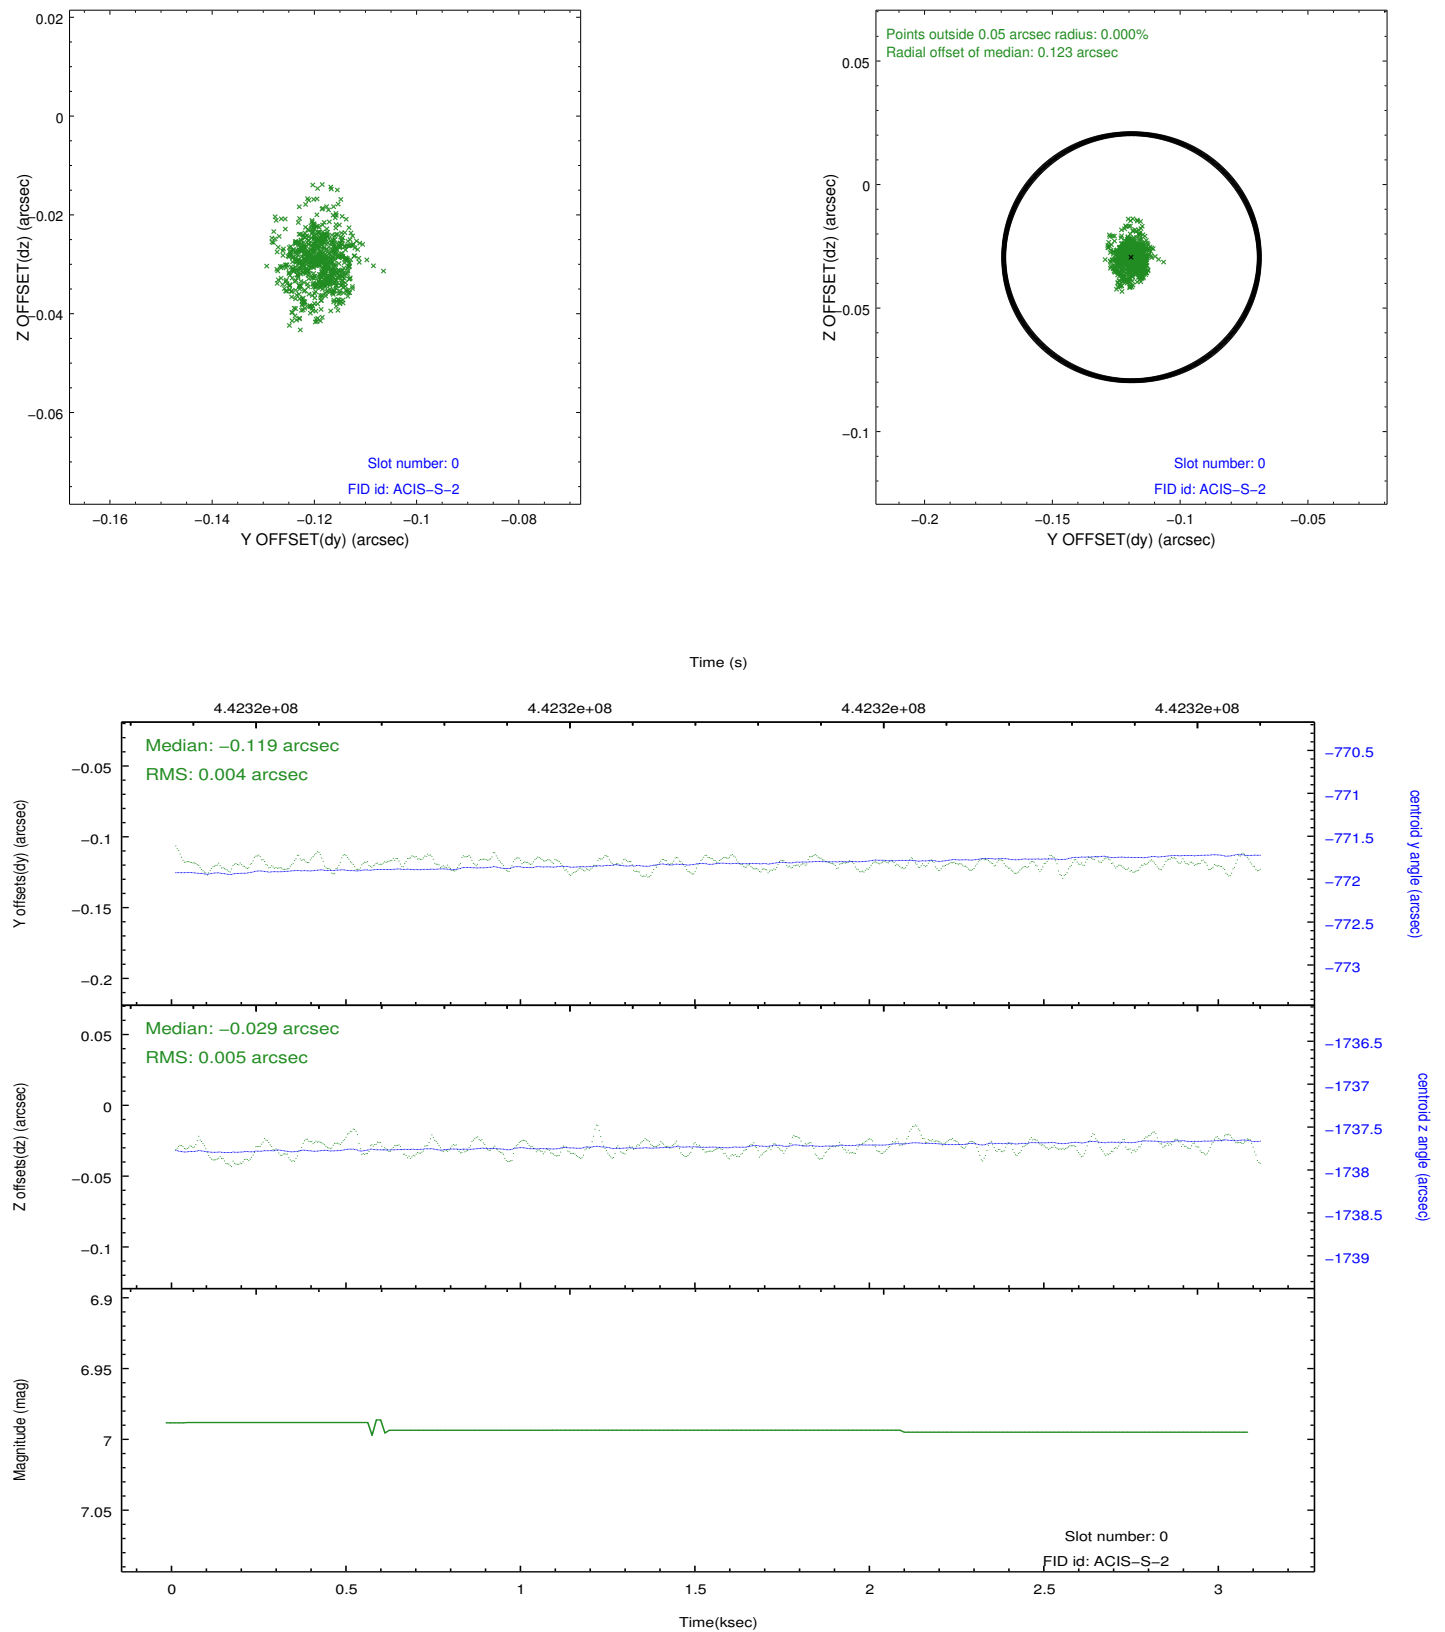 0.02
0
−0.02
−0.04
−0.06
Z OFFSET(dz) (arcsec)
Slot number: 0
FID id: ACIS−S−2
−0.16
−0.14
−0.12
−0.1
−0.08
Y OFFSET(dy) (arcsec)
Points outside 0.05 arcsec radius: 0.000%
Radial offset of median: 0.123 arcsec
0.05
0
−0.05
−0.1
Z OFFSET(dz) (arcsec)
Slot number: 0
FID id: ACIS−S−2
−0.2
−0.15
−0.1
−0.05
Y OFFSET(dy) (arcsec)
Time (s)
4.4232e+08
4.4232e+08
4.4232e+08
4.4232e+08
Median: −0.119 arcsec
RMS: 0.004 arcsec
−0.05
−0.1
−0.15
−0.2
Y offsets(dy) (arcsec)
−770.5
−771
−771.5
−772
−772.5
−773
centroid y angle (arcsec)
Median: −0.029 arcsec
RMS: 0.005 arcsec
0.05
0
−0.05
−0.1
Z offsets(dz) (arcsec)
−1736.5
−1737
−1737.5
−1738
−1738.5
−1739
centroid z angle (arcsec)
6.9
6.95
7
7.05
Magnitude (mag)
Slot number: 0
FID id: ACIS−S−2
0
0.5
1
1.5
2
2.5
3
Time(ksec)